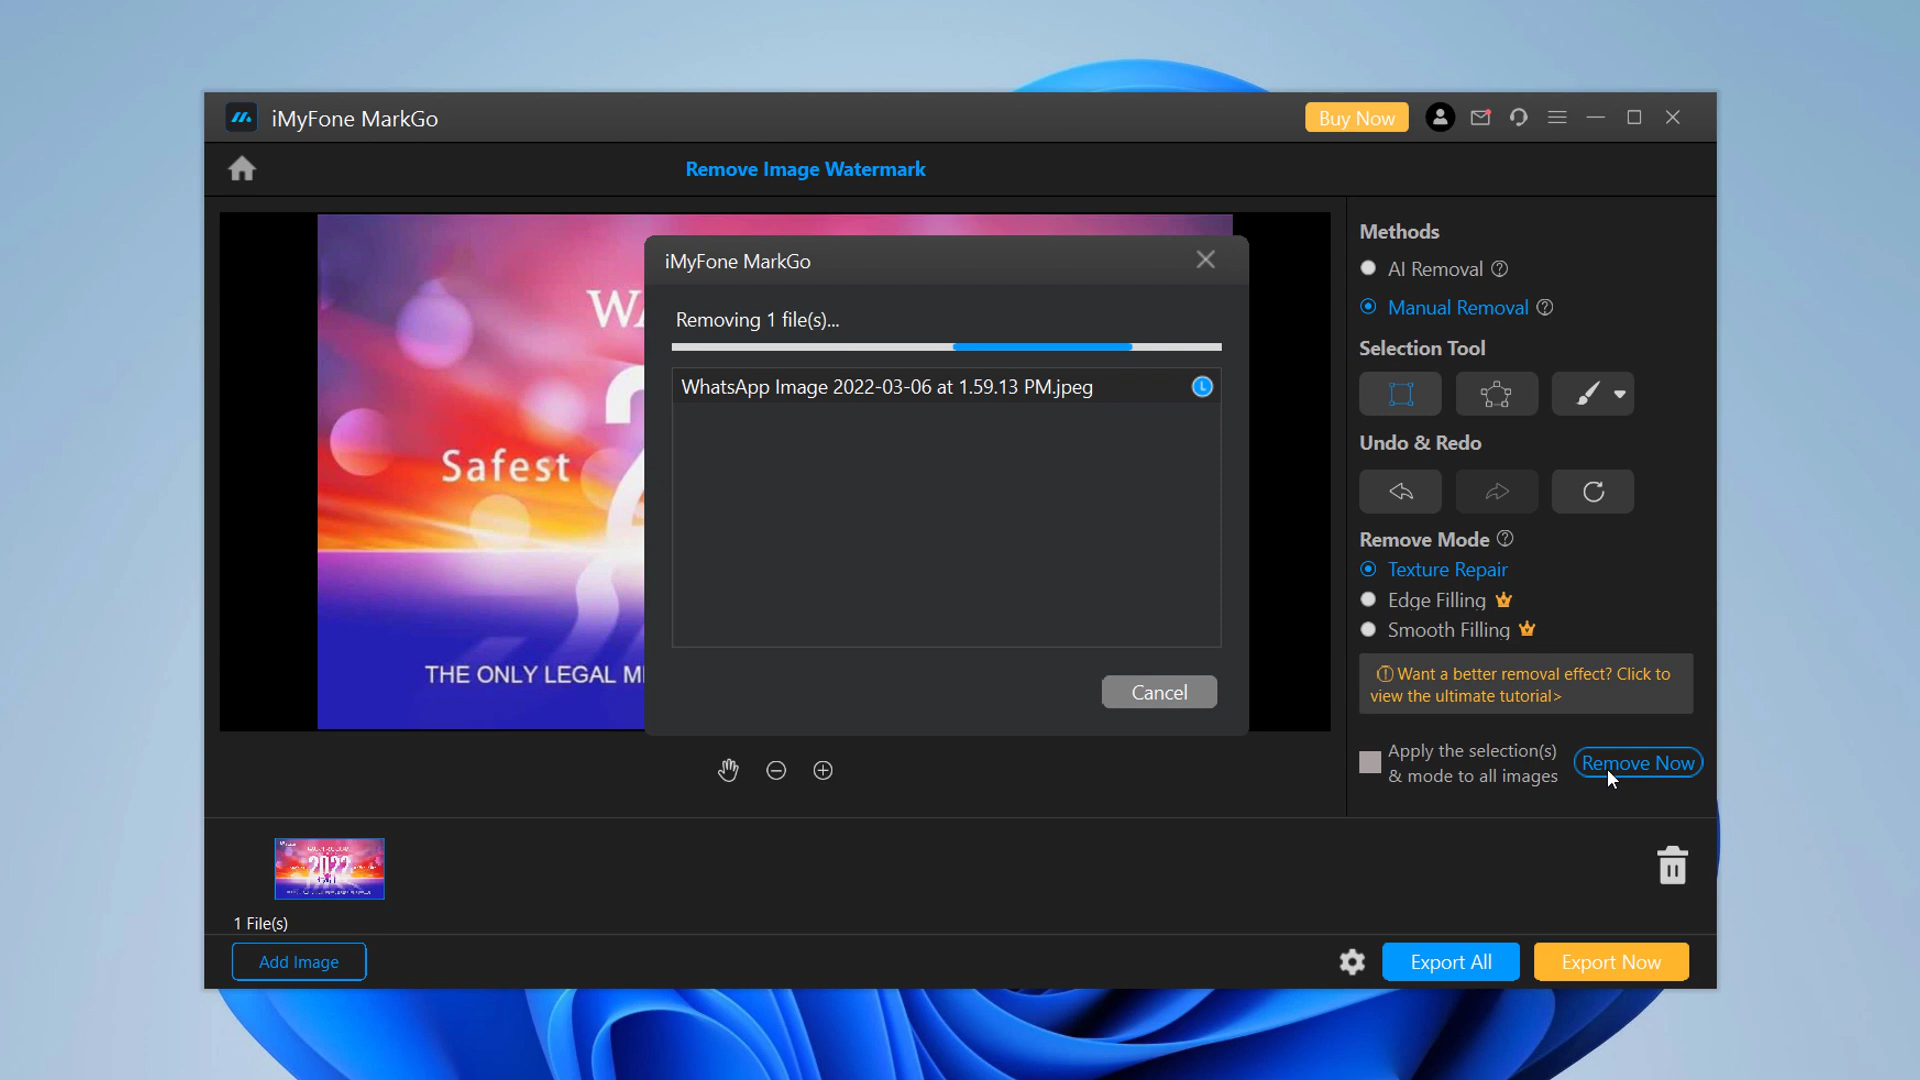 iMyFone MarkGo
Buy Now
Remove Image Watermark
iMyFone MarkGo
Removing 1 file(s)...
WhatsApp Image 2022-03-06 at 1.59.13 PM.jpeg
Cancel
Safest
THE ONLY LEGAL
Methods
AI Removal
Manual Removal
Selection Tool
Undo & Redo
Remove Mode
Texture Repair
Edge Filling
Smooth Filling
Want a better removal effect? Click to
view the ultimate tutorial>
Apply the selection(s)
& mode to all images
Remove Now
2022
1 File(s)
Add Image
Export All
Export Now